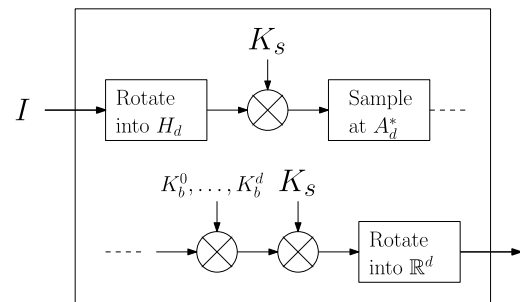 K_s
I
Rotate
into H_d
Sample
at A_d^*
K_b^0, . . . , K_b^d
K_s
Rotate
into ℝ^d